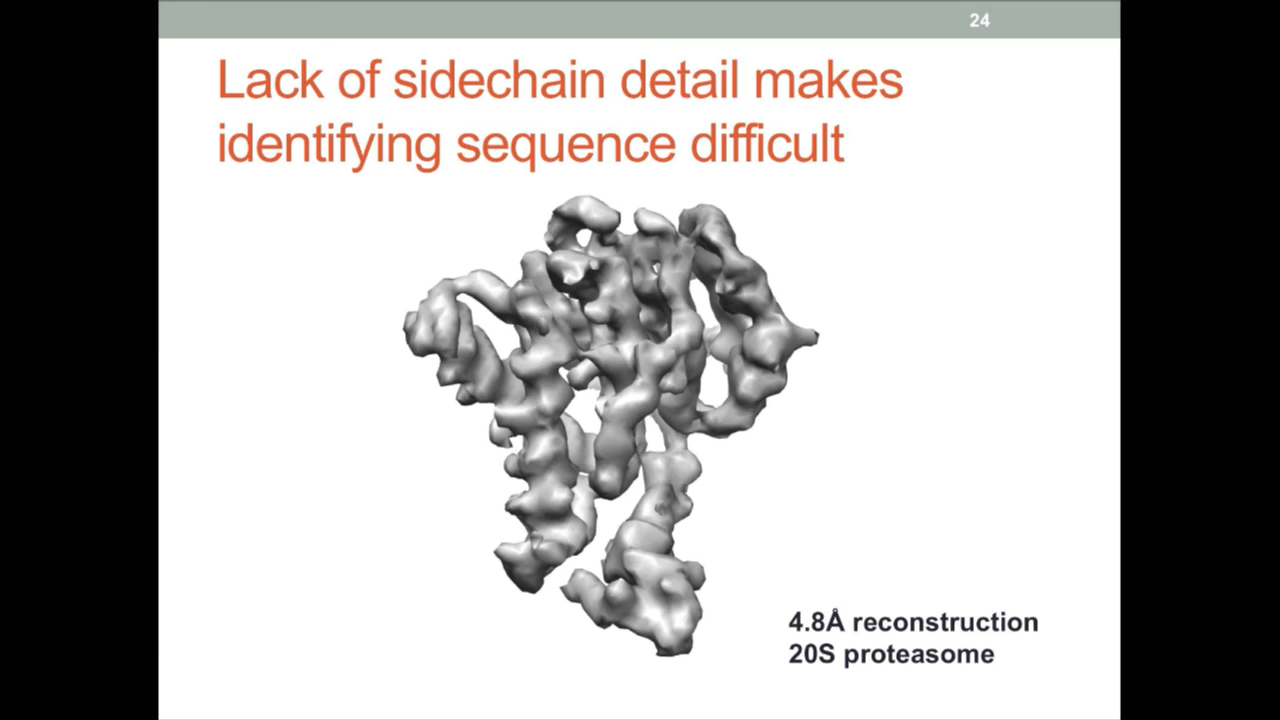 24
Lack of sidechain detail makes
identifying sequence difficult
4.8Å reconstruction
20S proteasome